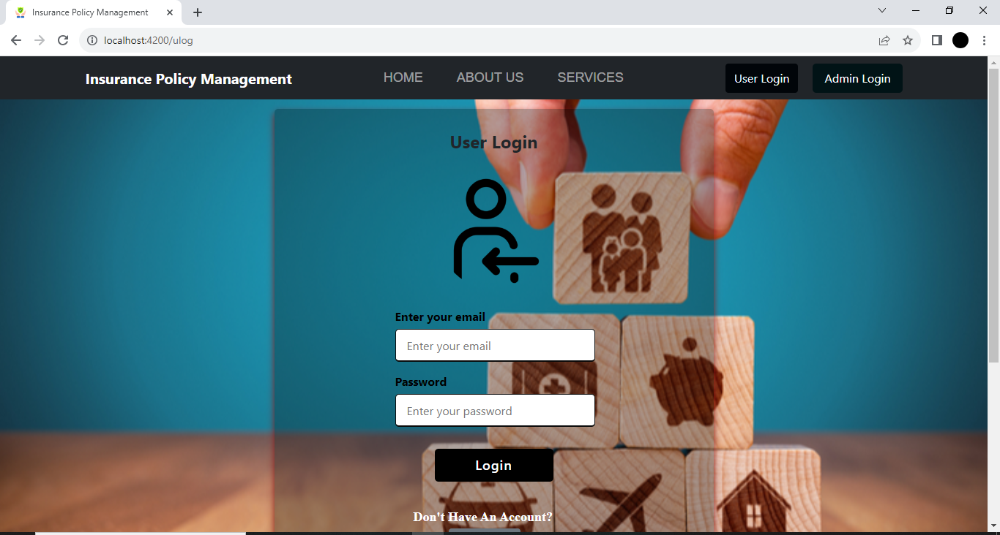 Insurance Policy Management
localhost:4200/ulog
Insurance Policy Management HOME ABOUT US SERVICES User Login Admin Login
User Login
Enter your email
Enter your email
Password
Enter your password
Login
Don't Have An Account?